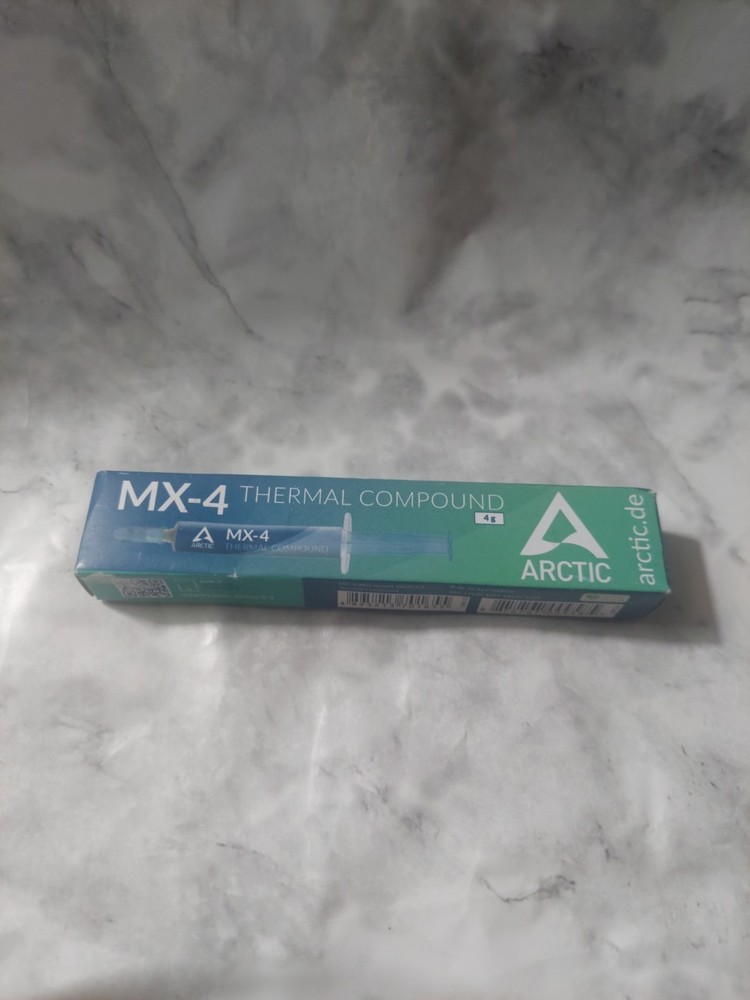 MX-4 THERMAL COMPOUND
4g
ARCTIC
MX-4
THERMAL COMPOUND
ARCTIC
arctic.de